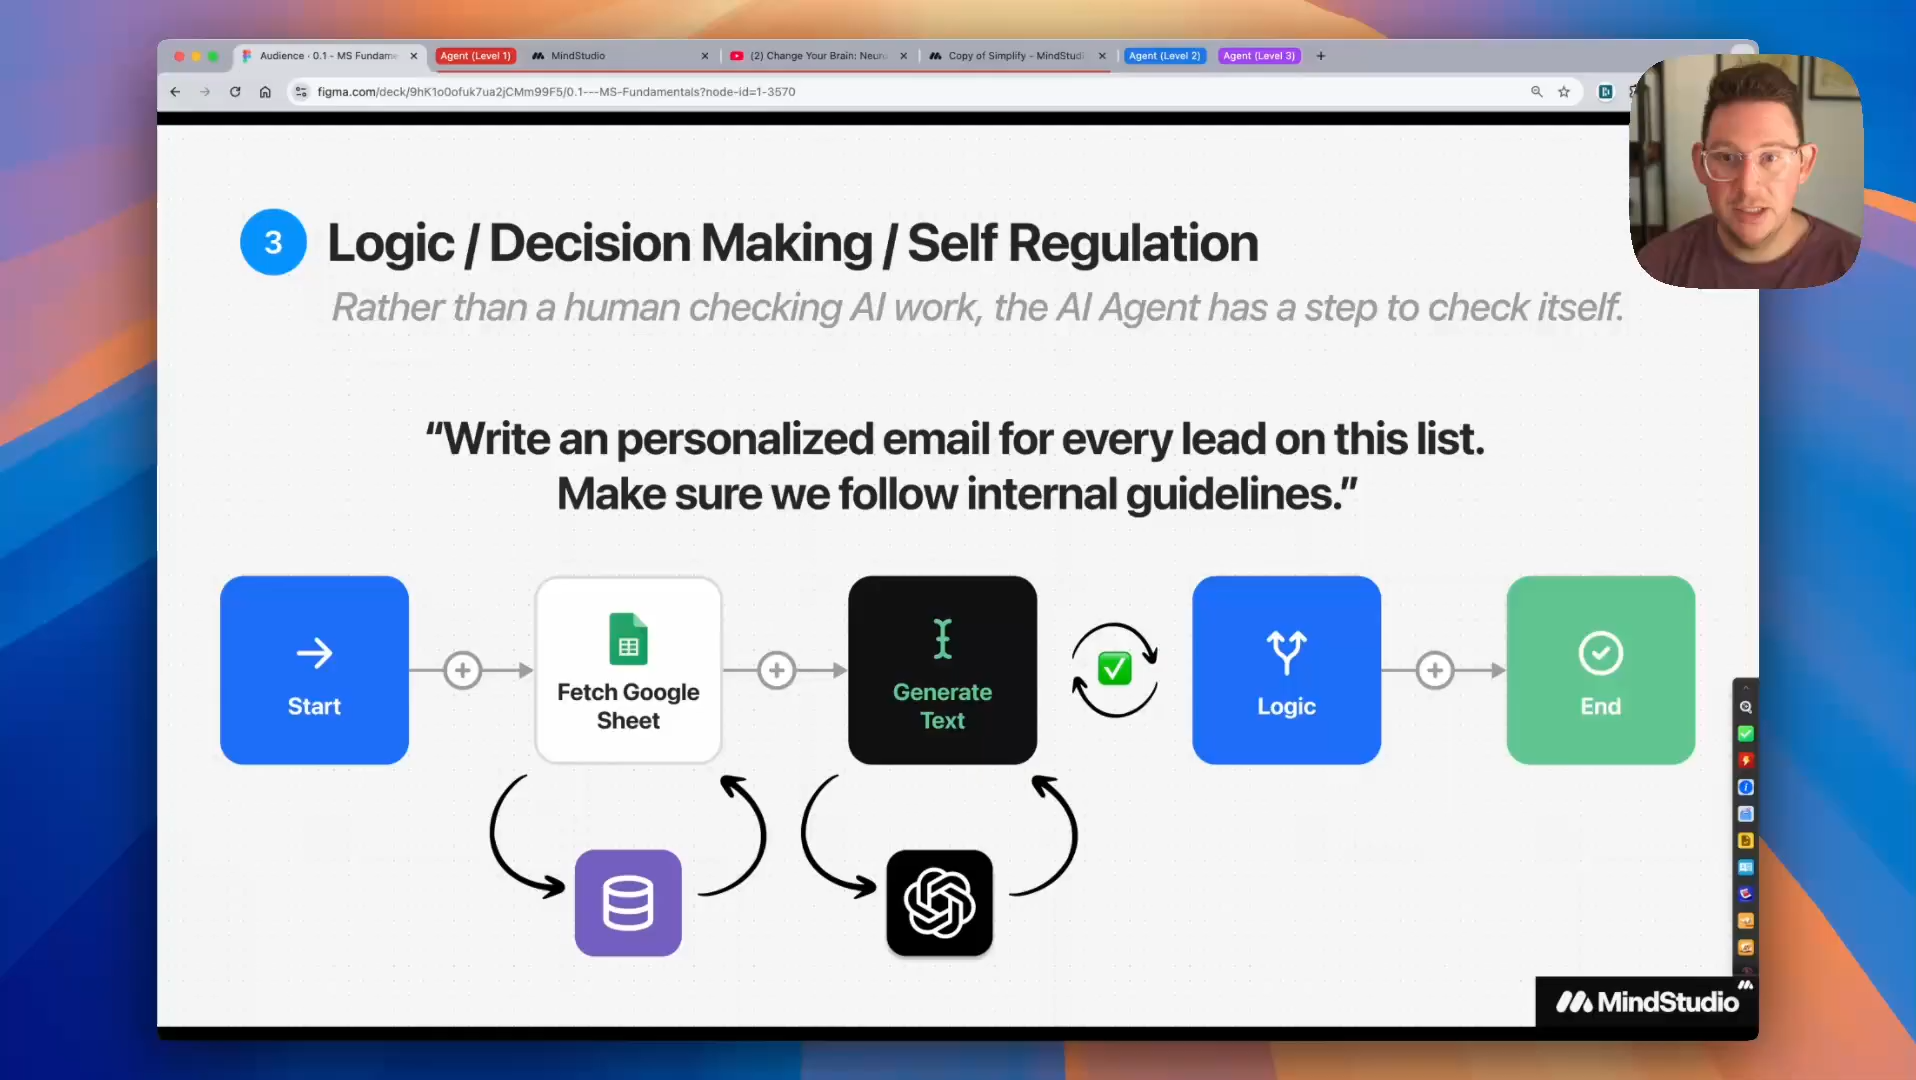 Audience · 0.1 - MS Fundame
Agent (Level 1)
MindStudio
(2) Change Your Brain: Neuro
Copy of Simplify - MindStudi
Agent (Level 2)
Agent (Level 3)
figma.com/deck/9hK1o0ofuk7ua2jCMm99F5/0.1---MS-Fundamentals?node-id=1-3570
3
Logic / Decision Making / Self Regulation
Rather than a human checking AI work, the AI Agent has a step to check itself.
“Write an personalized email for every lead on this list.
Make sure we follow internal guidelines.”
Start
Fetch Google
Sheet
Generate
Text
Logic
End
MindStudio